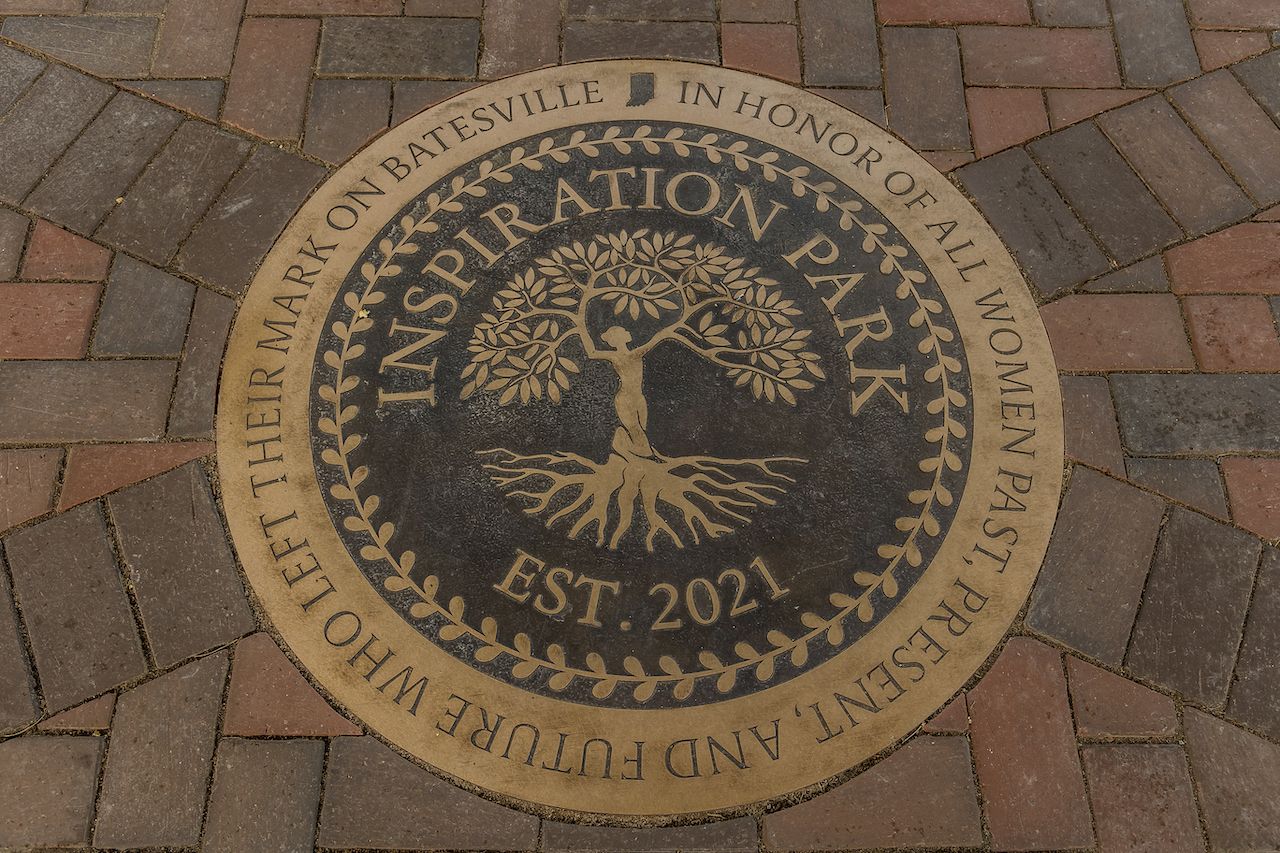 INSPIRATION PARK
EST. 2021
IN HONOR OF ALL WOMEN PAST, PRESENT, AND FUTURE WHO LEFT THEIR MARK ON BATESVILLE